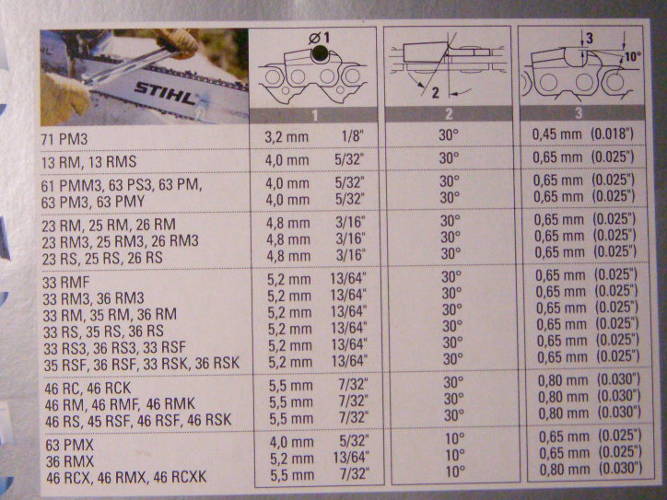 STIHL
Ø 1
2
3
10°
1 2 3
71 PM3 3,2 mm 1/8" 30° 0,45 mm (0.018")
13 RM, 13 RMS 4,0 mm 5/32" 30° 0,65 mm (0.025")
61 PMM3, 63 PS3, 63 PM, 4,0 mm 5/32" 30° 0,65 mm (0.025")
63 PM3, 63 PMY 4,0 mm 5/32" 30° 0,65 mm (0.025")
23 RM, 25 RM, 26 RM 4,8 mm 3/16" 30° 0,65 mm (0.025")
23 RM3, 25 RM3, 26 RM3 4,8 mm 3/16" 30° 0,65 mm (0.025")
23 RS, 25 RS, 26 RS 4,8 mm 3/16" 30° 0,65 mm (0.025")
33 RMF 5,2 mm 13/64" 30° 0,65 mm (0.025")
33 RM3, 36 RM3 5,2 mm 13/64" 30° 0,65 mm (0.025")
33 RM, 35 RM, 36 RM 5,2 mm 13/64" 30° 0,65 mm (0.025")
33 RS, 35 RS, 36 RS 5,2 mm 13/64" 30° 0,65 mm (0.025")
33 RS3, 36 RS3, 33 RSF 5,2 mm 13/64" 30° 0,65 mm (0.025")
35 RSF, 36 RSF, 33 RSK, 36 RSK 5,2 mm 13/64" 30° 0,65 mm (0.025")
46 RC, 46 RCK 5,5 mm 7/32" 30° 0,80 mm (0.030")
46 RM, 46 RMF, 46 RMK 5,5 mm 7/32" 30° 0,80 mm (0.030")
46 RS, 45 RSF, 46 RSF, 46 RSK 5,5 mm 7/32" 30° 0,80 mm (0.030")
63 PMX 4,0 mm 5/32" 10° 0,65 mm (0.025")
36 RMX 5,2 mm 13/64" 10° 0,65 mm (0.025")
46 RCX, 46 RMX, 46 RCXK 5,5 mm 7/32" 10° 0,80 mm (0.030")